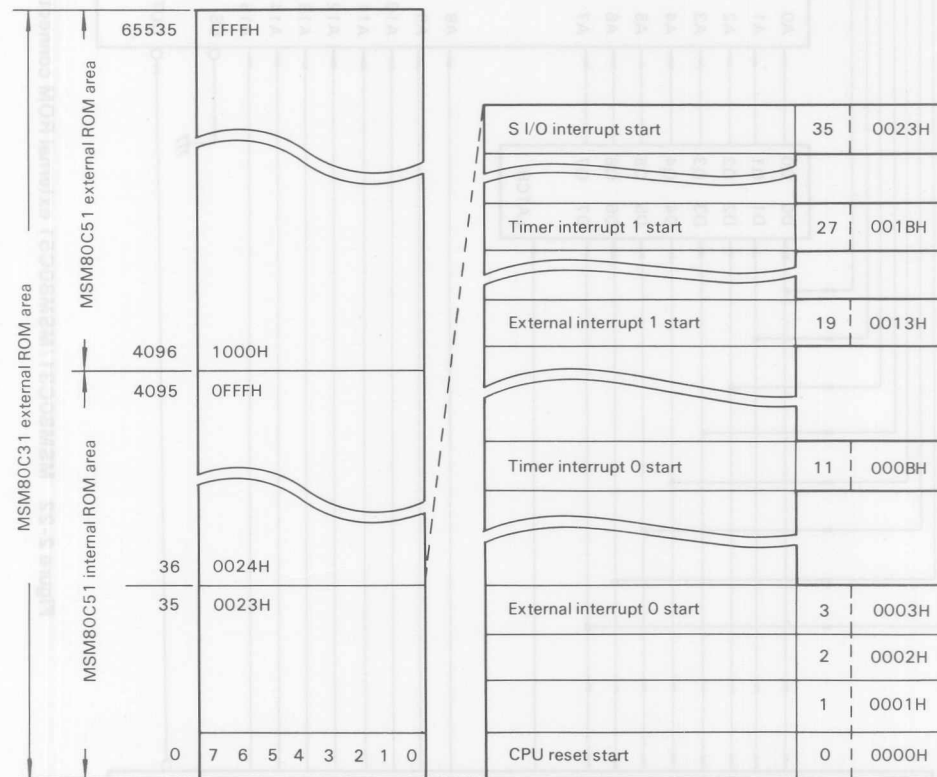 MSM80C31 external ROM area
MSM80C51 external ROM area
MSM80C51 internal ROM area
65535 FFFFH
4096 1000H
4095 0FFFH
36 0024H
35 0023H
0 7 6 5 4 3 2 1 0
S I/O interrupt start 35 0023H
Timer interrupt 1 start 27 001BH
External interrupt 1 start 19 0013H
Timer interrupt 0 start 11 000BH
External interrupt 0 start 3 0003H
2 0002H
1 0001H
CPU reset start 0 0000H